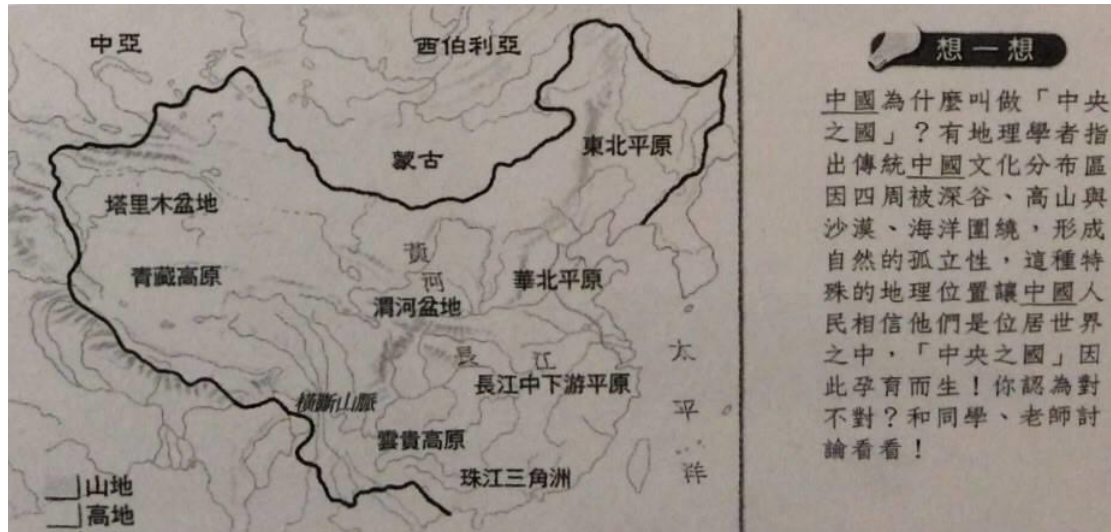 中亞
西伯利亞
蒙古
東北平原
塔里木盆地
青藏高原
黃河
渭河盆地
華北平原
長江
長江中下游平原
橫斷山脈
雲貴高原
珠江三角洲
太平洋
山地
高地
想一想
中國為什麼叫做「中央
之國」?有地理學者指
出傳統中國文化分布區
因四周被深谷、高山與
沙漠、海洋圍繞,形成
自然的孤立性,這種特
殊的地理位置讓中國人
民相信他們是位居世界
之中,「中央之國」因
此孕育而生!你認為對
不對?和同學、老師討
論看看!